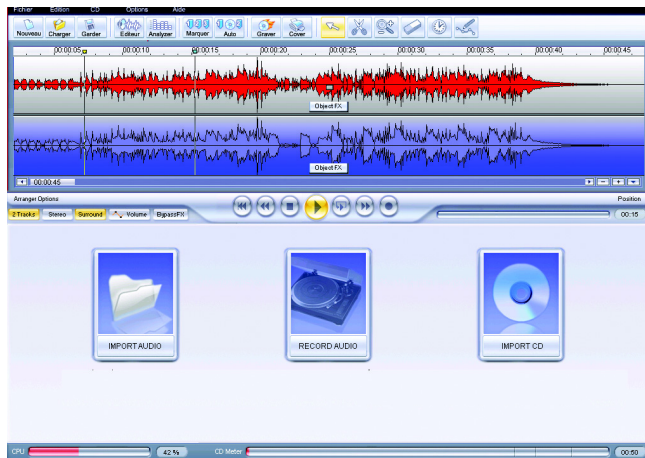 Fichier Edition CD Options Aide
Nouveau Charger Garder Editeur Analyzer Marquer Auto Graver Cover
00:00:05 00:00:10 00:00:15 00:00:20 00:00:25 00:00:30 00:00:35 00:00:40 00:00:45
Object FX
Object FX
00:00:45
Arranger Options Position
2 Tracks Stereo Surround Volume BypassFX 00:15
IMPORT AUDIO RECORD AUDIO IMPORT CD
CPU 42 % CD Meter 00:50